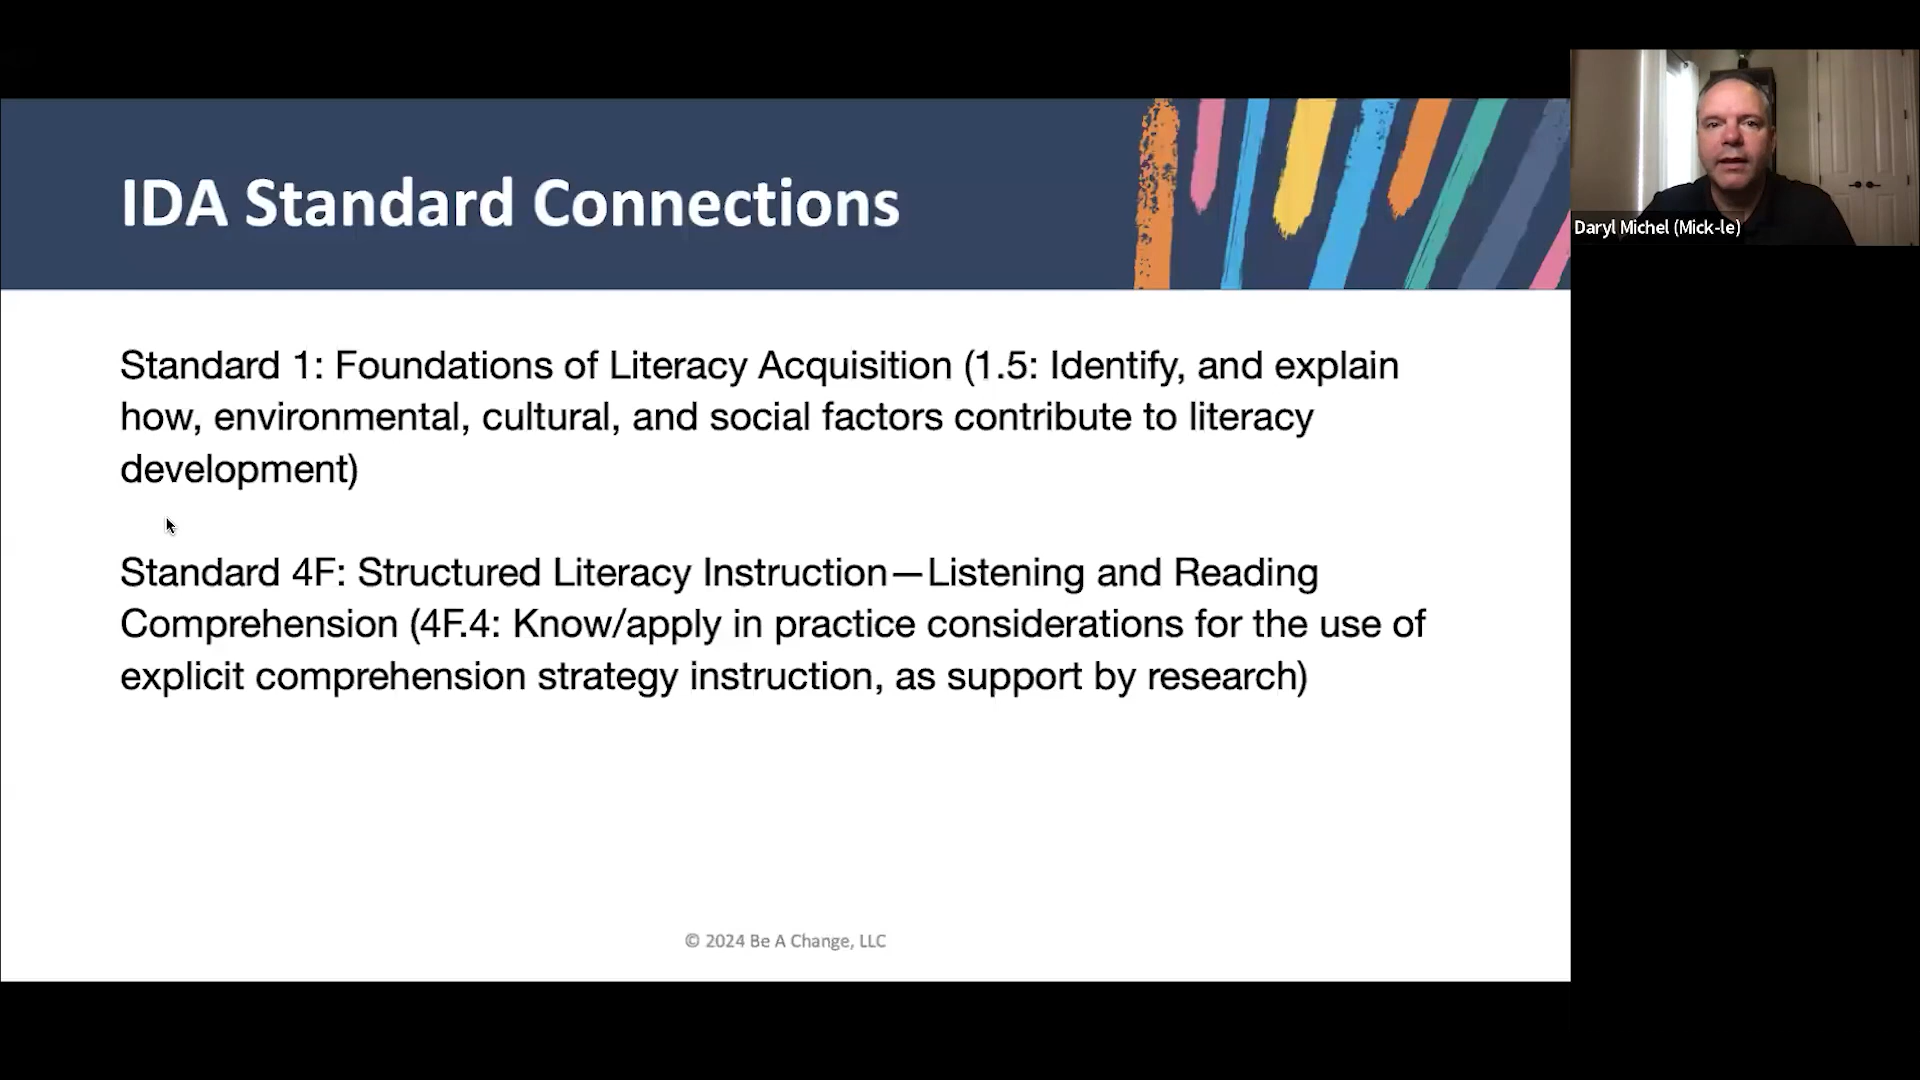 IDA Standard Connections
Daryl Michel (Mick-le)
Standard 1: Foundations of Literacy Acquisition (1.5: Identify, and explain
how, environmental, cultural, and social factors contribute to literacy
development)
Standard 4F: Structured Literacy Instruction—Listening and Reading
Comprehension (4F.4: Know/apply in practice considerations for the use of
explicit comprehension strategy instruction, as support by research)
© 2024 Be A Change, LLC